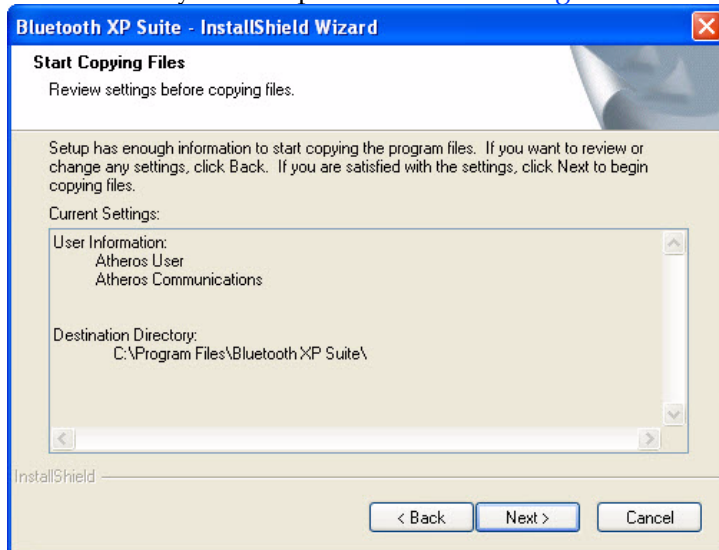 Bluetooth XP Suite - InstallShield Wizard
Start Copying Files
Review settings before copying files.
Setup has enough information to start copying the program files. If you want to review or
change any settings, click Back. If you are satisfied with the settings, click Next to begin
copying files.
Current Settings:
User Information:
Atheros User
Atheros Communications
Destination Directory:
C:\Program Files\Bluetooth XP Suite\
InstallShield
< Back
Next >
Cancel